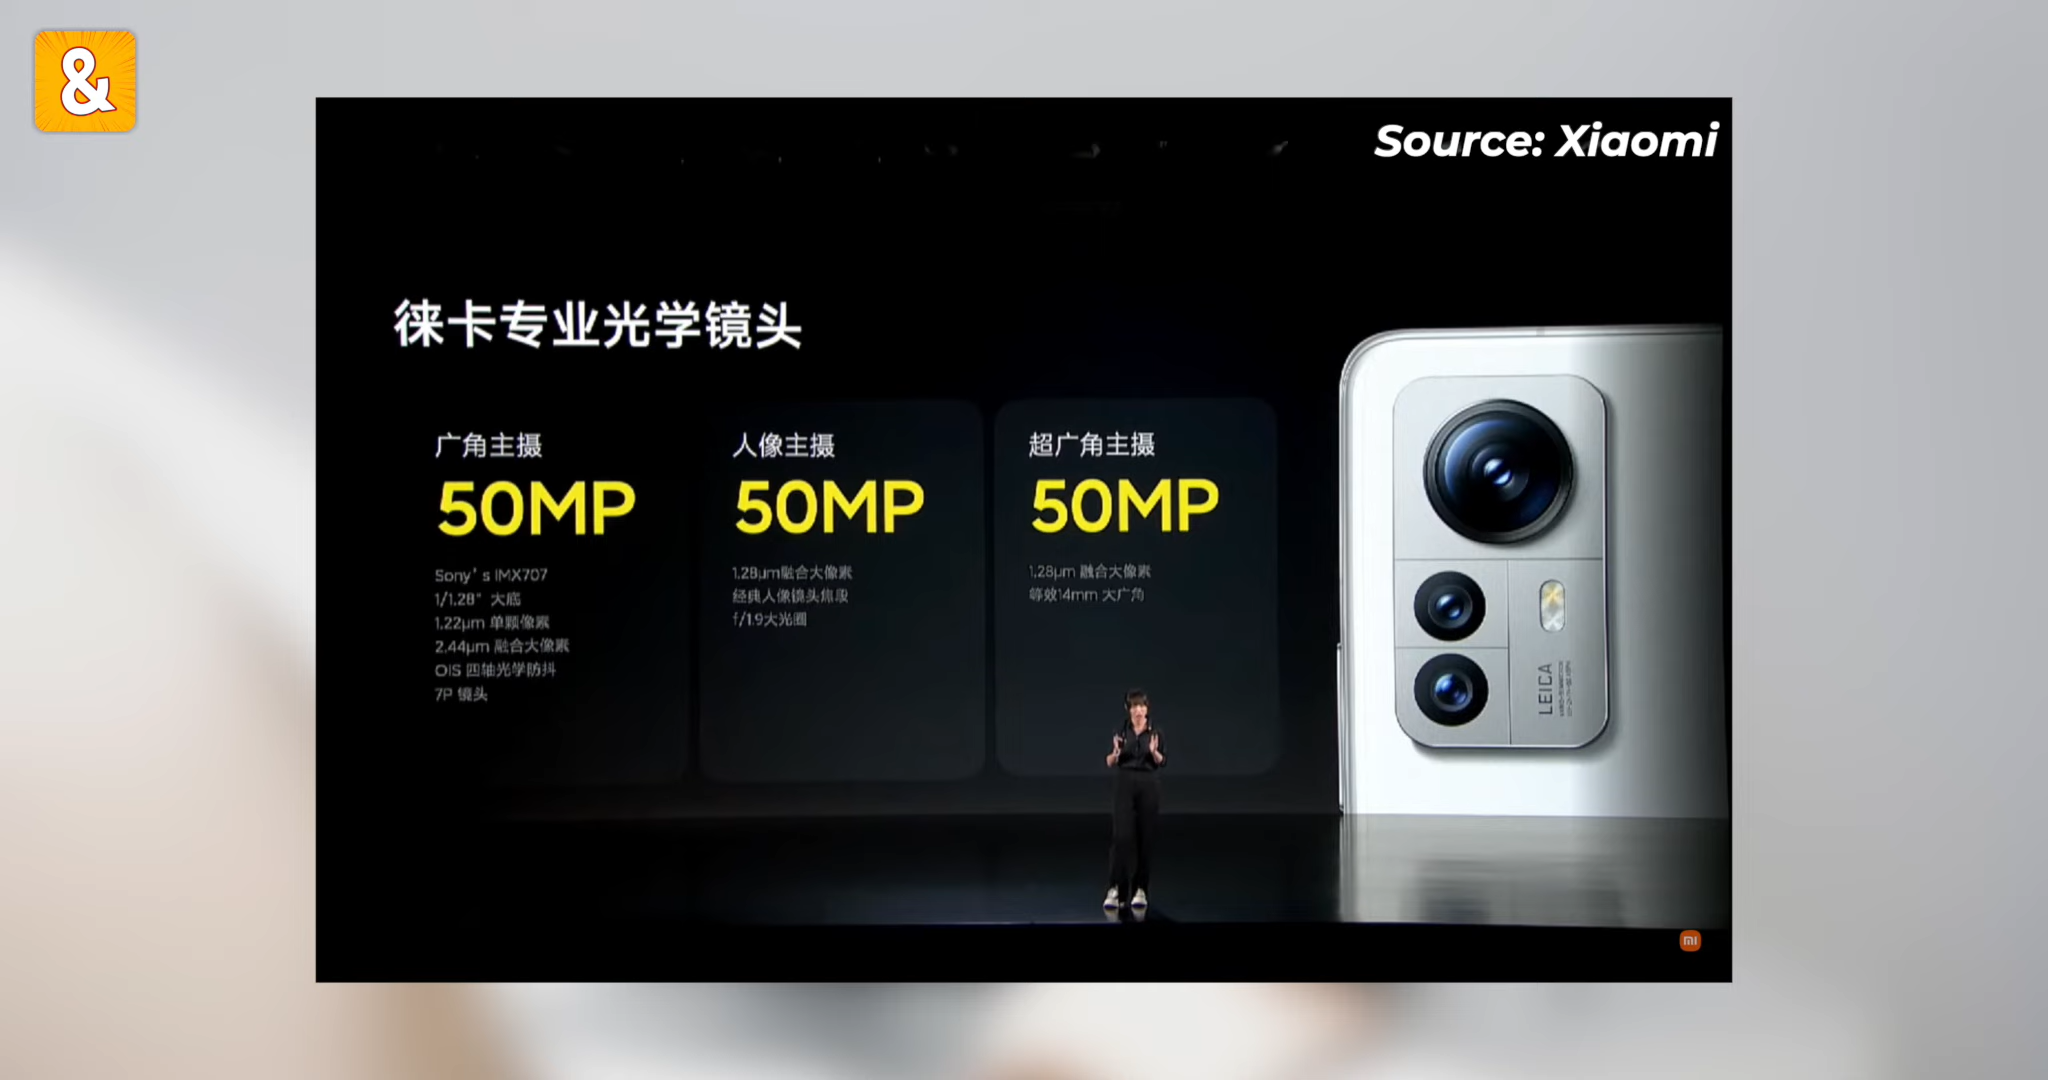 &
Source: Xiaomi
徕卡专业光学镜头
广角主摄
50MP
Sony's IMX707
1/1.28" 大底
1.22μm 单颗像素
2.44μm 融合大像素
OIS 四轴光学防抖
7P 镜头
人像主摄
50MP
1.28μm融合大像素
经典人像镜头焦段
f/1.9大光圈
超广角主摄
50MP
1.28μm 融合大像素
等效14mm 大广角
LEICA
mi